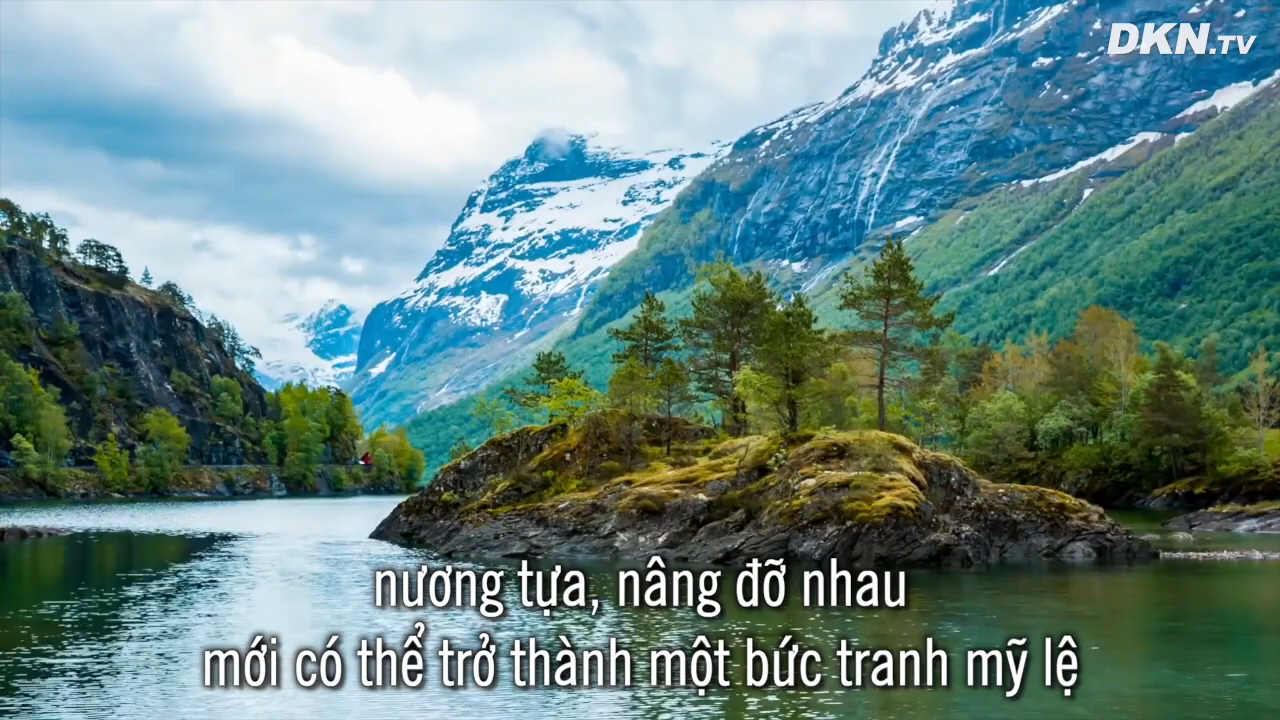 DKN.TV
nương tựa, nâng đỡ nhau
mới có thể trở thành một bức tranh mỹ lệ